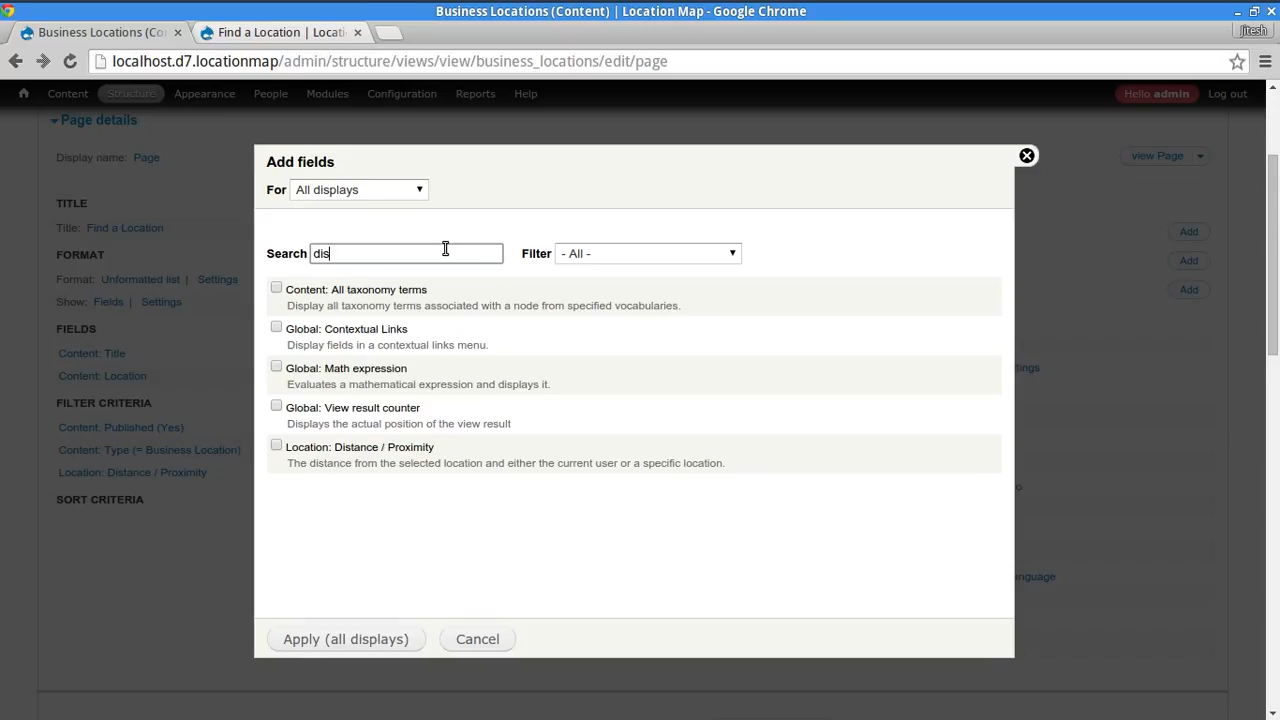 Business Locations (Content) | Location Map - Google Chrome
Business Locations (Co
Find a Location | Locati
jitesh
localhost.d7.locationmap/admin/structure/views/view/business_locations/edit/page
Content Structure Appearance People Modules Configuration Reports Help
Hello admin Log out
Page details
Display name: Page
view Page
TITLE
Title: Find a Location
FORMAT
Format: Unformatted list | Settings
Show: Fields | Settings
FIELDS
Content: Title
Content: Location
FILTER CRITERIA
Content: Published (Yes)
Content: Type (= Business Location)
Location: Distance / Proximity
SORT CRITERIA
Add fields
For All displays
Search dis
Filter - All -
Content: All taxonomy terms
Display all taxonomy terms associated with a node from specified vocabularies.
Global: Contextual Links
Display fields in a contextual links menu.
Global: Math expression
Evaluates a mathematical expression and displays it.
Global: View result counter
Displays the actual position of the view result
Location: Distance / Proximity
The distance from the selected location and either the current user or a specific location.
Apply (all displays)
Cancel
Add
Add
Add
tings
o
nguage